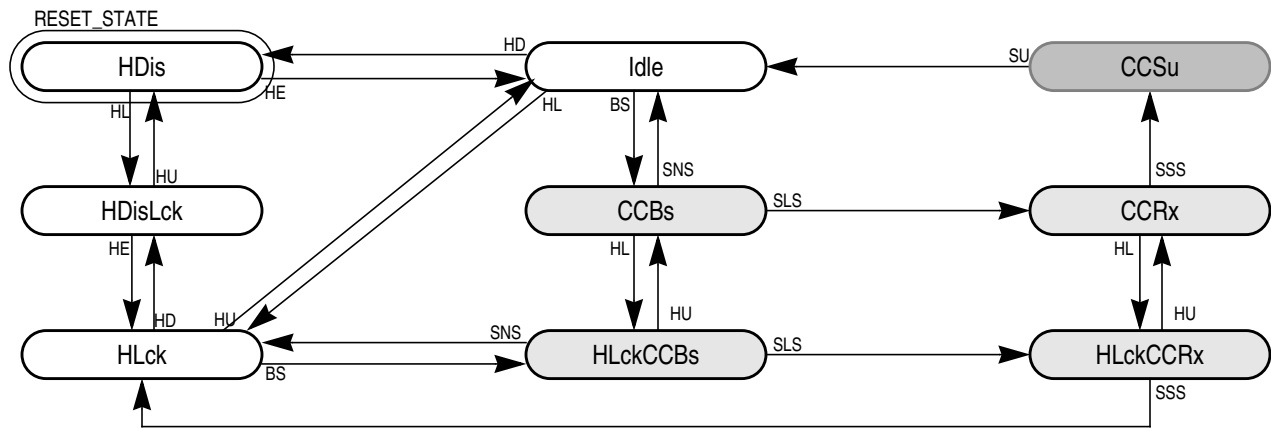 RESET_STATE
HDis
HD
Idle
SU
CCSu
HE
HL
HL
BS
SNS
SSS
HU
HDisLck
CCBs
SLS
CCRx
HE
HL
HL
HD
HU
HU
HU
SNS
HLck
HLckCCBs
SLS
HLckCCRx
BS
SSS